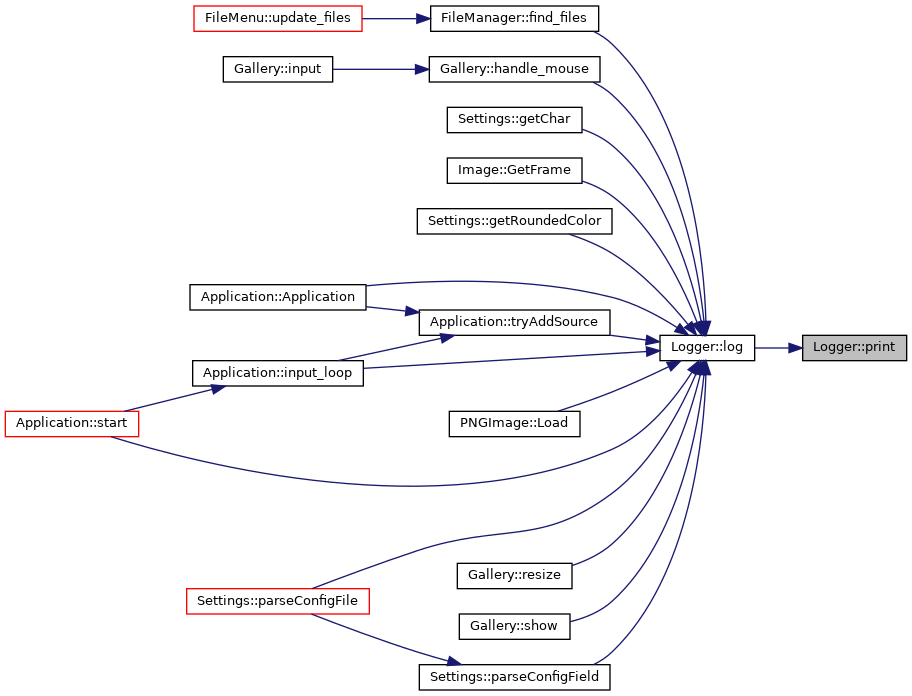 FileMenu::update_files
FileManager::find_files
Gallery::input
Gallery::handle_mouse
Settings::getChar
Image::GetFrame
Settings::getRoundedColor
Application::Application
Application::tryAddSource
Logger::log
Logger::print
Application::input_loop
Application::start
PNGImage::Load
Gallery::resize
Settings::parseConfigFile
Gallery::show
Settings::parseConfigField